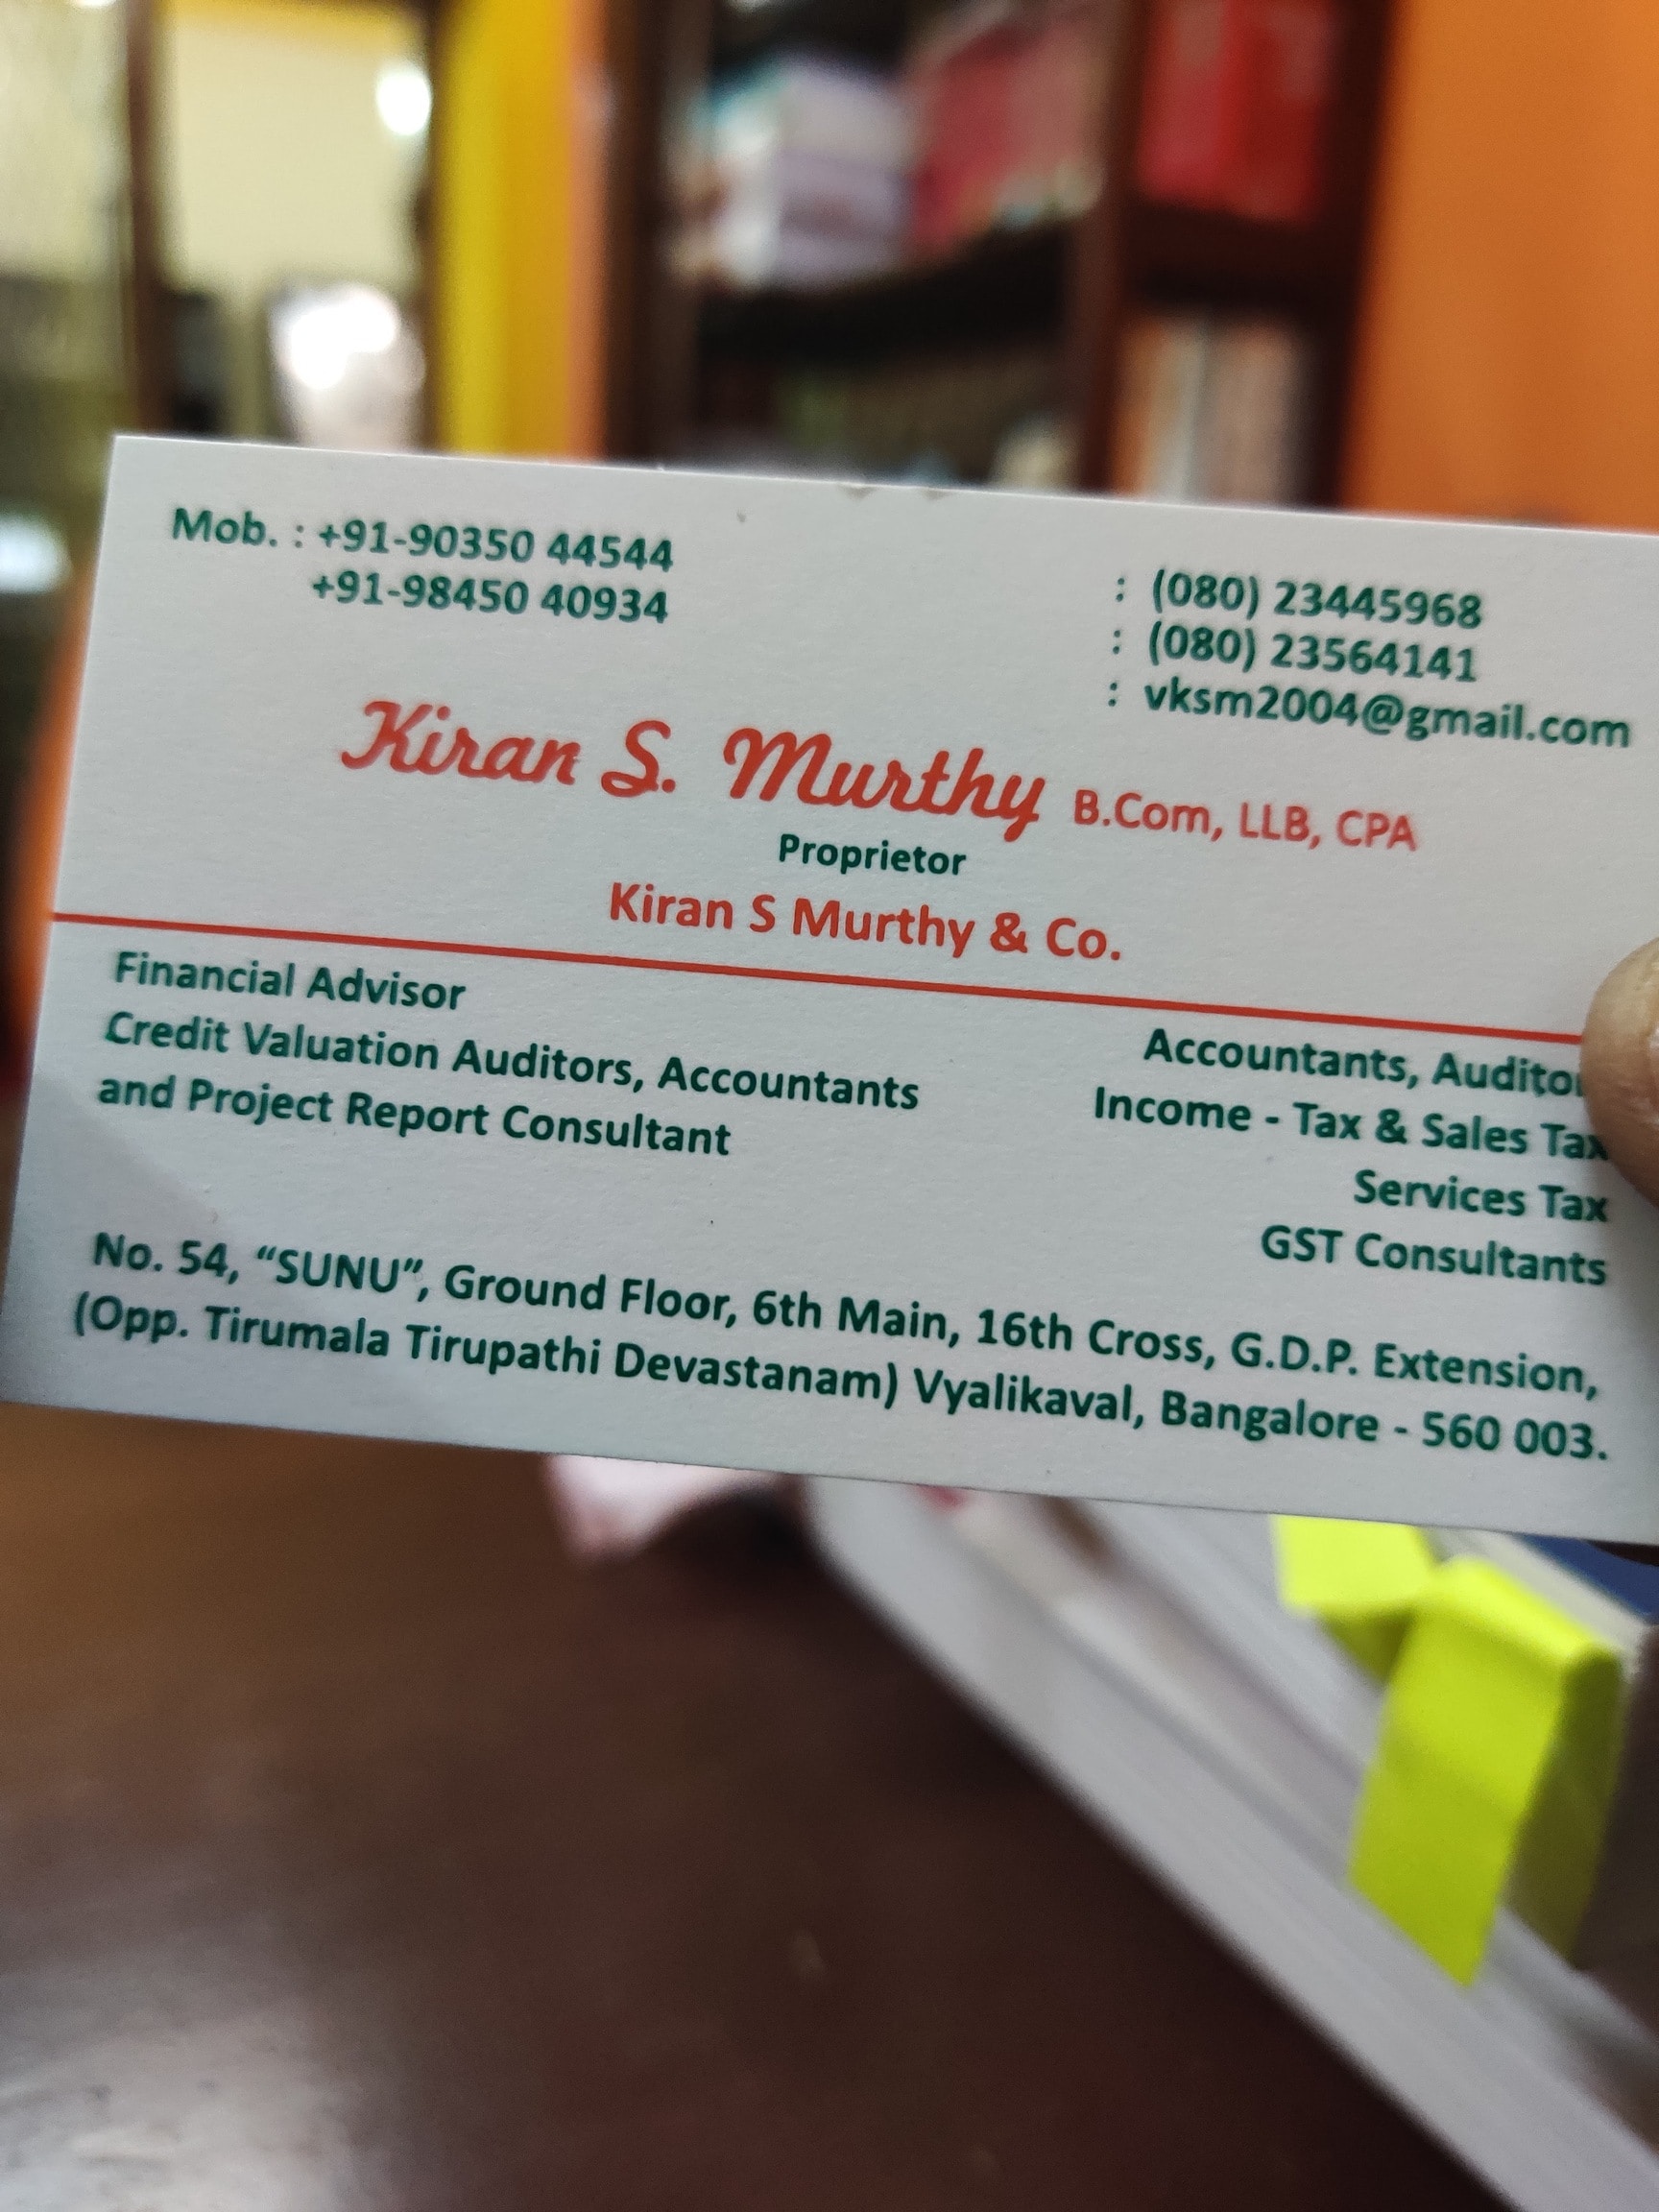 Mob. : +91-90350 44544
+91-98450 40934
: (080) 23445968
: (080) 23564141
: vksm2004@gmail.com
Kiran S. Murthy B.Com, LLB, CPA
Proprietor
Kiran S Murthy & Co.
Financial Advisor
Credit Valuation Auditors, Accountants
and Project Report Consultant
Accountants,
Income - Tax & Sales Tax
Services Tax
GST Consultants
No. 54, “SUNU”, Ground Floor, 6th Main, 16th Cross, G.D.P. Extension,
(Opp. Tirumala Tirupathi Devastanam) Vyalikaval, Bangalore - 560 003.